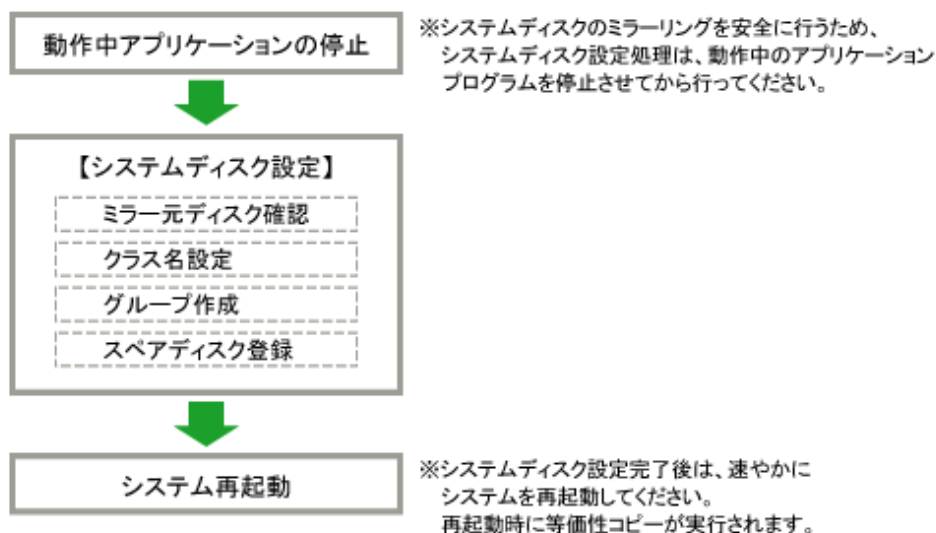 動作中アプリケーションの停止
※システムディスクのミラーリングを安全に行うため、
システムディスク設定処理は、動作中のアプリケーション
プログラムを停止させてから行ってください。
【システムディスク設定】
ミラー元ディスク確認
クラス名設定
グループ作成
スペアディスク登録
システム再起動
※システムディスク設定完了後は、速やかに
システムを再起動してください。
再起動時に等価性コピーが実行されます。